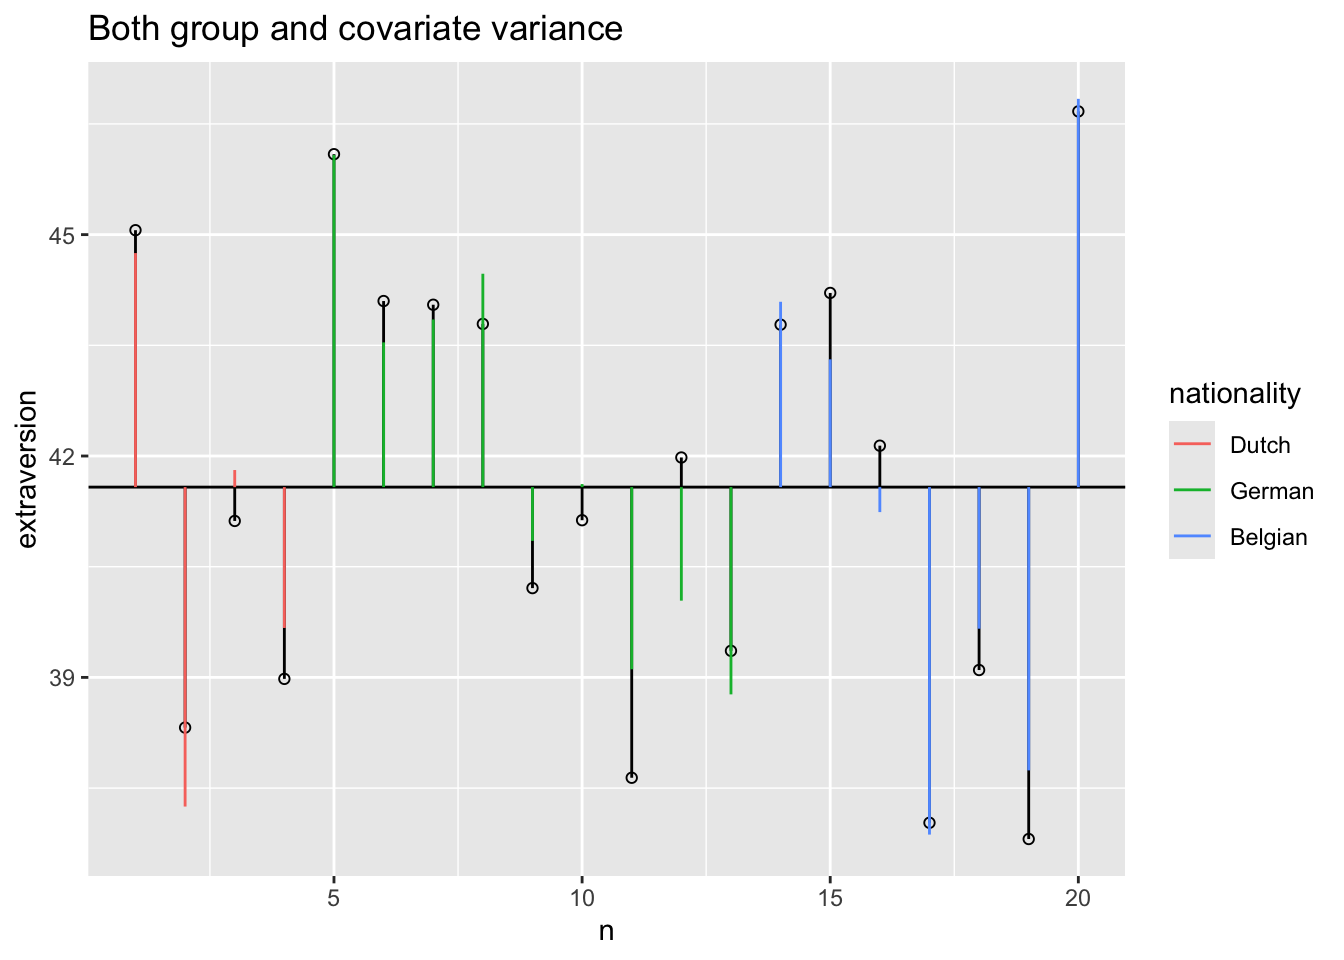 Both group and covariate variance
extraversion
45
42
39
5
10
15
20
n
nationality
Dutch
German
Belgian